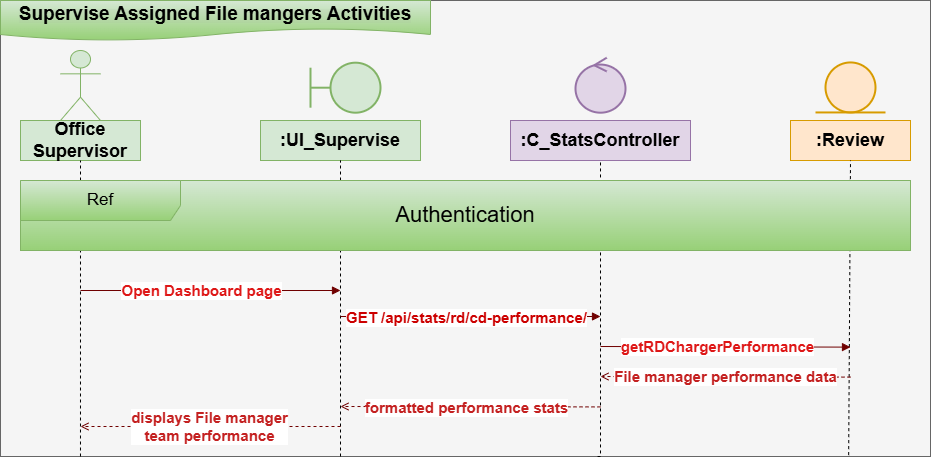 Supervise Assigned File mangers Activities
Office
Supervisor
:UI_Supervise
:C_StatsController
:Review
Ref
Authentication
Open Dashboard page
GET /api/stats/rd/cd-performance/
getRDChargerPerformance
File manager performance data
formatted performance stats
displays File manager
team performance